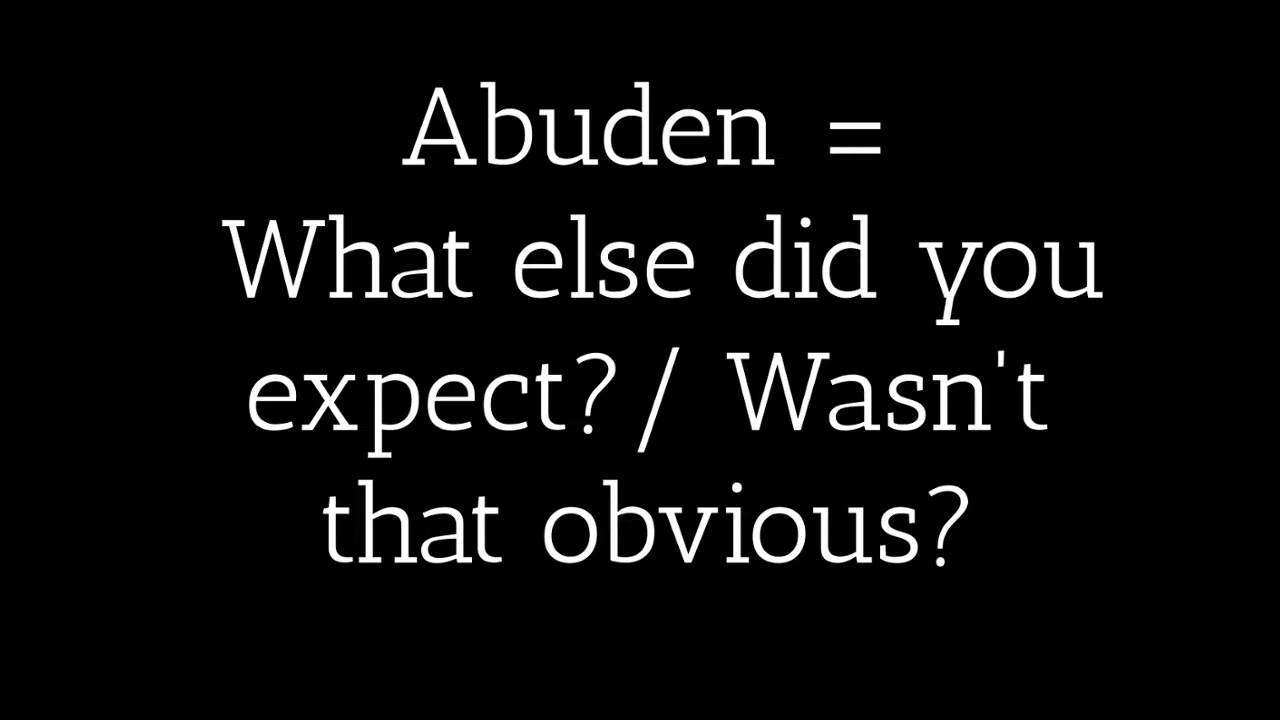 Abuden =
What else did you
expect?/ Wasn't
that obvious?